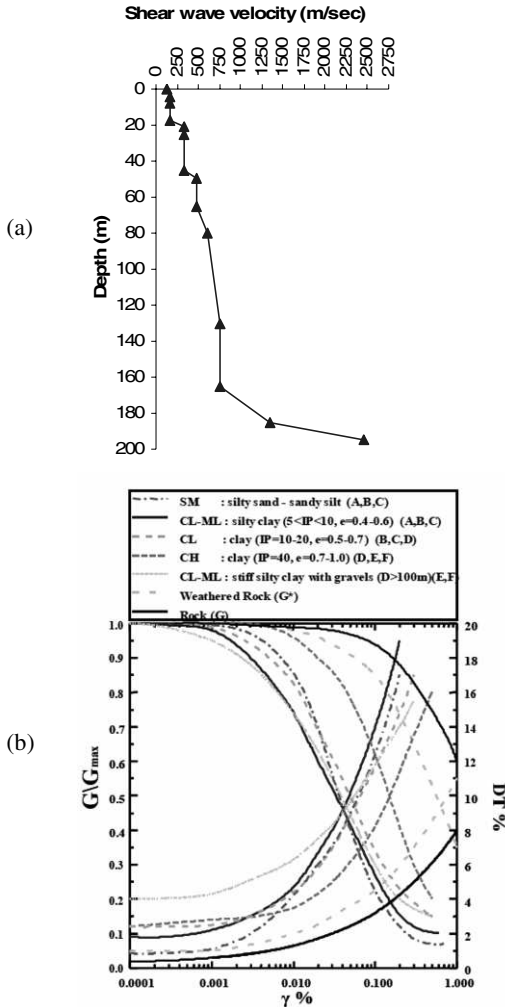 Shear wave velocity (m/sec)
0 250 500 750 1000 1250 1500 1750 2000 2250 2500 2750
0
20
40
60
80
100
120
140
160
180
200
Depth (m)
(a)
SM : silty sand - sandy silt (A,B,C)
CL-ML : silty clay (5<IP<10, e=0.4-0.6) (A,B,C)
CL : clay (IP=10-20, e=0.5-0.7) (B,C,D)
CH : clay (IP=40, e=0.7-1.0) (D,E,F)
CL-ML : stiff silty clay with gravels (D>100m)(E,F)
Weathered Rock (G*)
Rock (G)
(b)
G\Gmax
1.0
0.9
0.8
0.7
0.6
0.5
0.4
0.3
0.2
0.1
0.0
20
18
16
14
12
10
8
6
4
2
0
DT %
0.0001 0.001 0.010 0.100 1.000
γ %